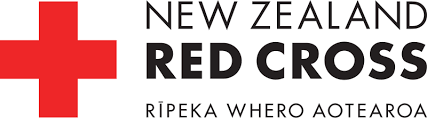 NEW ZEALAND
RED CROSS
RĪPEKA WHERO AOTEAROA